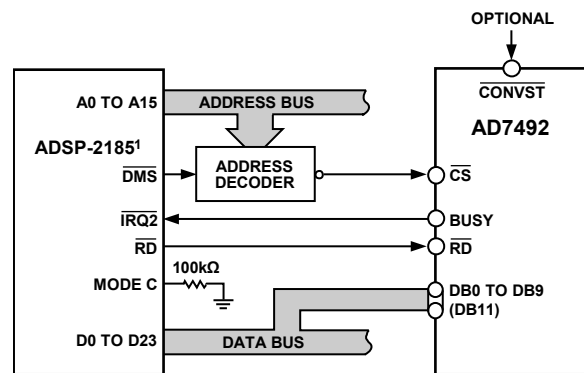 OPTIONAL
A0 TO A15
ADDRESS BUS
CONVST
AD7492
ADSP-2185¹
DMS
ADDRESS
DECODER
CS
IRQ2
BUSY
RD
RD
MODE C
100kΩ
DB0 TO DB9
(DB11)
D0 TO D23
DATA BUS